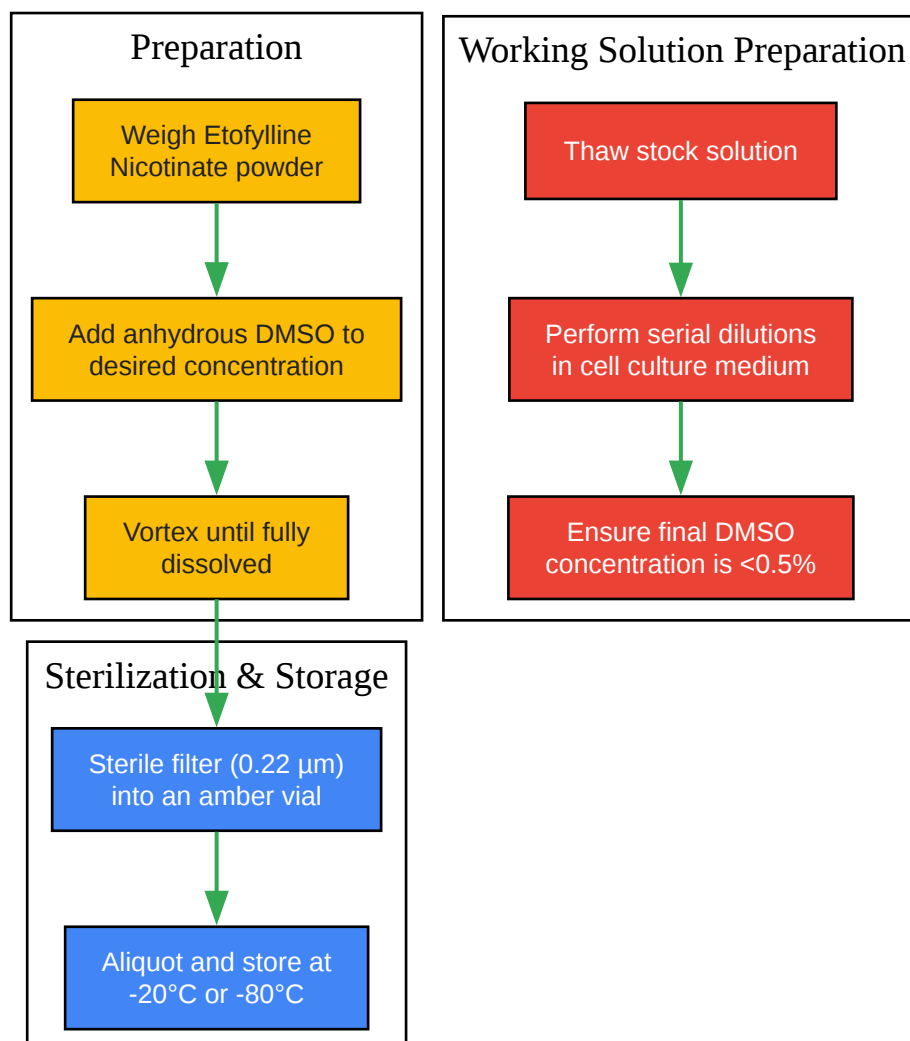 Preparation
Weigh Etofylline
Nicotinate powder
Add anhydrous DMSO to
desired concentration
Vortex until fully
dissolved
Sterilization & Storage
Sterile filter (0.22 µm)
into an amber vial
Aliquot and store at
-20°C or -80°C
Working Solution Preparation
Thaw stock solution
Perform serial dilutions
in cell culture medium
Ensure final DMSO
concentration is <0.5%